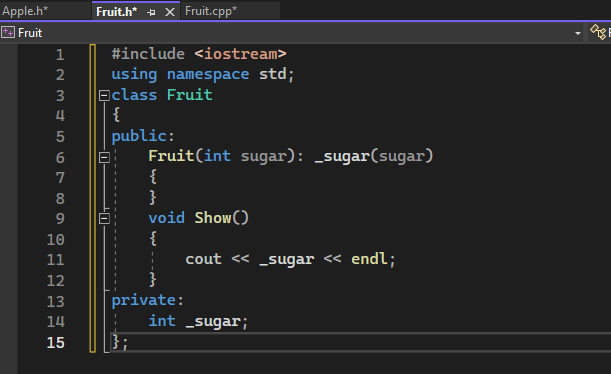 Apple.h* Fruit.h* Fruit.cpp*
Fruit
1 #include <iostream>
2 using namespace std;
3 class Fruit
4 {
5 public:
6 Fruit(int sugar): _sugar(sugar)
7 {
8 }
9 void Show()
10 {
11 cout << _sugar << endl;
12 }
13 private:
14 int _sugar;
15 };